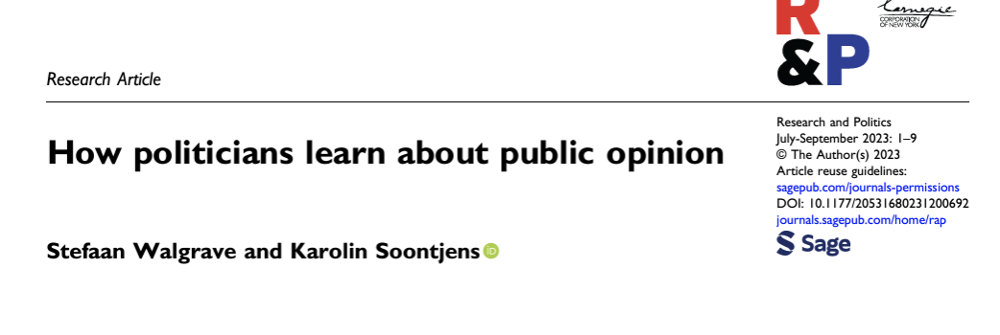 R
&P
Carnegie
CORPORATION
OF NEW YORK
Research Article
How politicians learn about public opinion
Research and Politics
July-September 2023: 1–9
© The Author(s) 2023
Article reuse guidelines:
sagepub.com/journals-permissions
DOI: 10.1177/20531680231200692
journals.sagepub.com/home/rap
Sage
Stefaan Walgrave and Karolin Soontjens iD